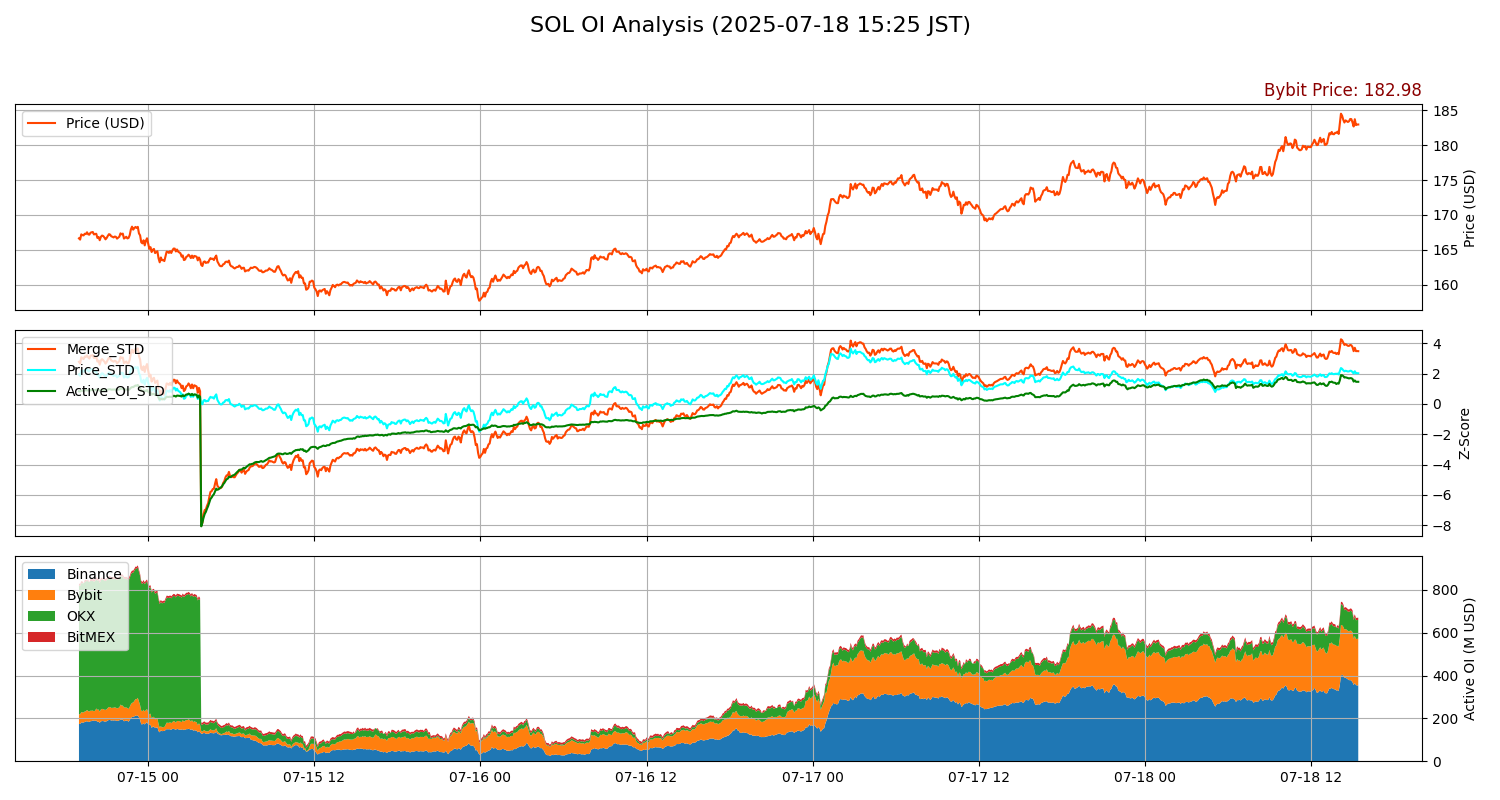 SOL OI Analysis (2025-07-18 15:25 JST)
Bybit Price: 182.98
Price (USD)
185
180
175
170
165
160
Price (USD)
Merge_STD
Price_STD
Active_OI_STD
4
2
0
−2
−4
−6
−8
Z-Score
Binance
Bybit
OKX
BitMEX
800
600
400
200
0
Active OI (M USD)
07-15 00 07-15 12 07-16 00 07-16 12 07-17 00 07-17 12 07-18 00 07-18 12